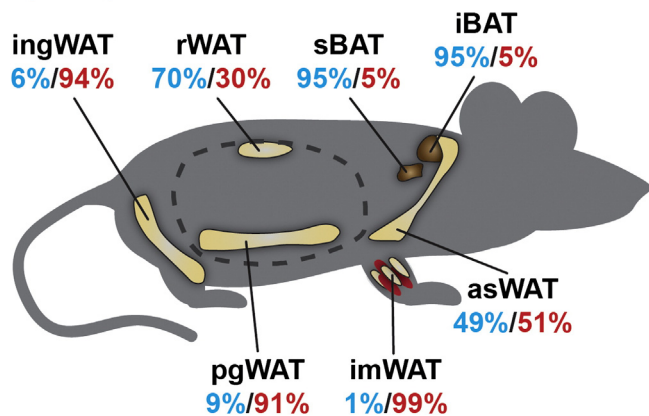 ingWAT
6%/94%
rWAT
70%/30%
sBAT
95%/5%
iBAT
95%/5%
asWAT
49%/51%
pgWAT
9%/91%
imWAT
1%/99%